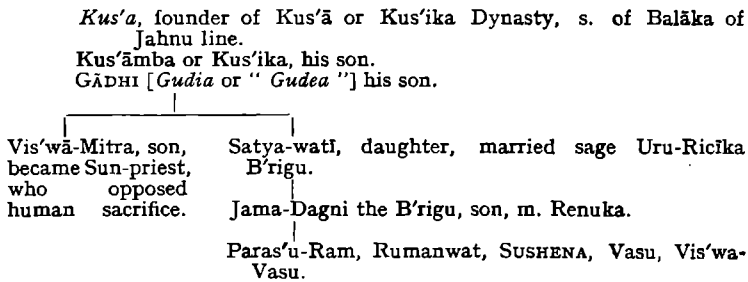 Kus'a, founder of Kus'ā or Kus'ika Dynasty, s. of Balāka of
Jahnu line.
Kus'āmba or Kus'ika, his son.
GĀDHI [Gudia or " Gudea "] his son.
Vis'wā-Mitra, son,
became Sun-priest,
who opposed
human sacrifice.
Satya-watī, daughter, married sage Uru-Ricīka
B'rigu.
Jama-Dagni the B'rigu, son, m. Renuka.
Paras'u-Ram, Rumanwat, SUSHENA, Vasu, Vis'wa-
Vasu.